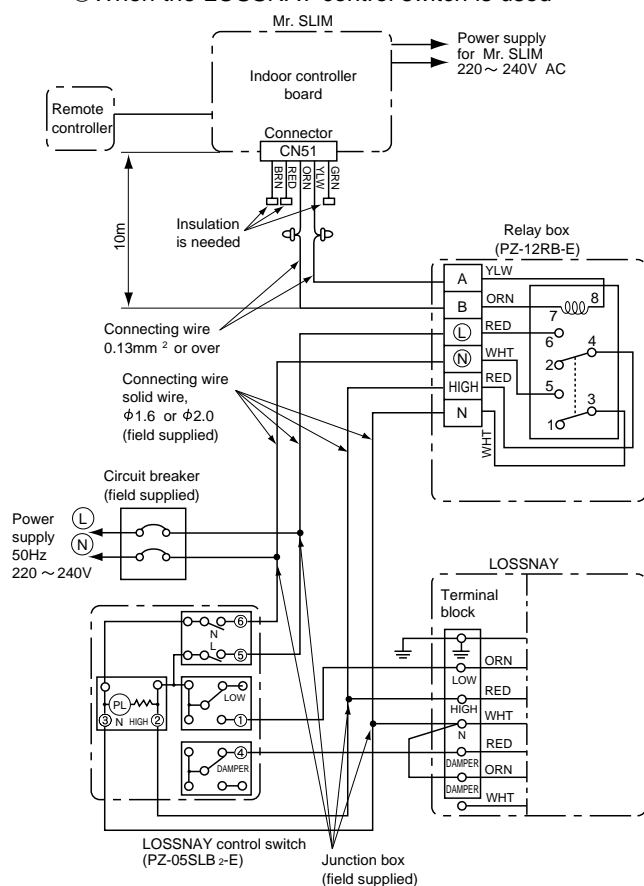 ②When the LOSSNAY control switch is used
Mr. SLIM
Power supply
for Mr. SLIM
220～240V AC
Indoor controller
board
Remote
controller
Connector
CN51
BRN
RED
ORN
YLW
GRN
10m
Insulation
is needed
Relay box
(PZ-12RB-E)
A
YLW
B
ORN
Ⓛ
RED
Ⓝ
WHT
HIGH
RED
N
WHT
8
7
6
4
2
5
3
1
Connecting wire
0.13mm ² or over
Connecting wire
solid wire,
φ1.6 or φ2.0
(field supplied)
Circuit breaker
(field supplied)
Power
supply
50Hz
220～240V
Ⓛ
Ⓝ
LOSSNAY
Terminal
block
ORN
LOW
RED
HIGH
WHT
N
RED
DAMPER
ORN
DAMPER
WHT
⑥
N
L
⑤
LOW
①
PL
③
N
HIGH
②
④
DAMPER
LOSSNAY control switch
(PZ-05SLB ₂-E)
Junction box
(field supplied)